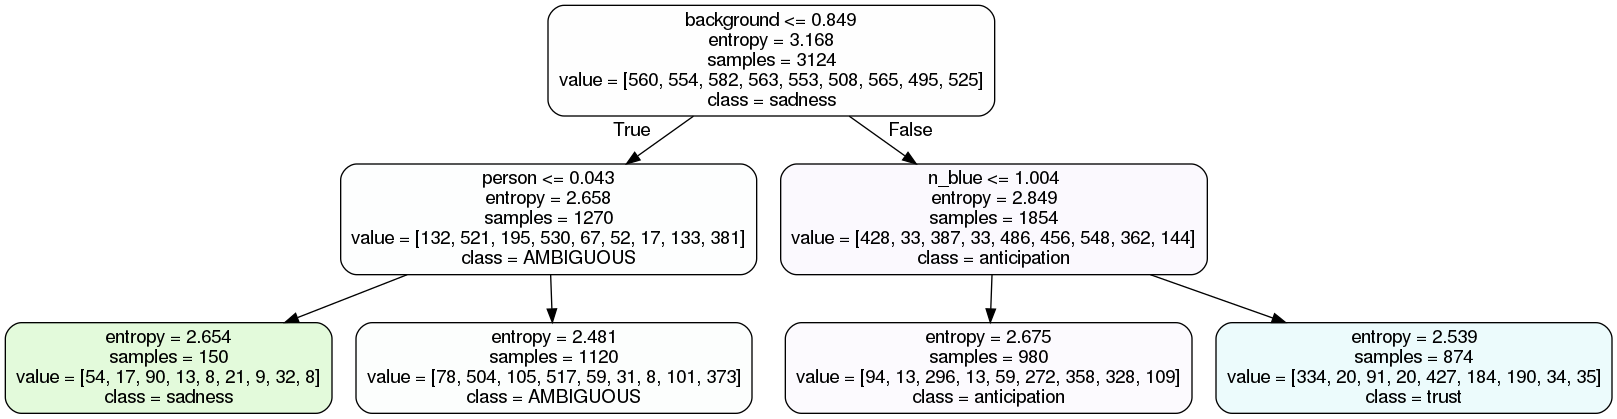 background <= 0.849
entropy = 3.168
samples = 3124
value = [560, 554, 582, 563, 553, 508, 565, 495, 525]
class = sadness
True
False
person <= 0.043
entropy = 2.658
samples = 1270
value = [132, 521, 195, 530, 67, 52, 17, 133, 381]
class = AMBIGUOUS
n_blue <= 1.004
entropy = 2.849
samples = 1854
value = [428, 33, 387, 33, 486, 456, 548, 362, 144]
class = anticipation
entropy = 2.654
samples = 150
value = [54, 17, 90, 13, 8, 21, 9, 32, 8]
class = sadness
entropy = 2.481
samples = 1120
value = [78, 504, 105, 517, 59, 31, 8, 101, 373]
class = AMBIGUOUS
entropy = 2.675
samples = 980
value = [94, 13, 296, 13, 59, 272, 358, 328, 109]
class = anticipation
entropy = 2.539
samples = 874
value = [334, 20, 91, 20, 427, 184, 190, 34, 35]
class = trust